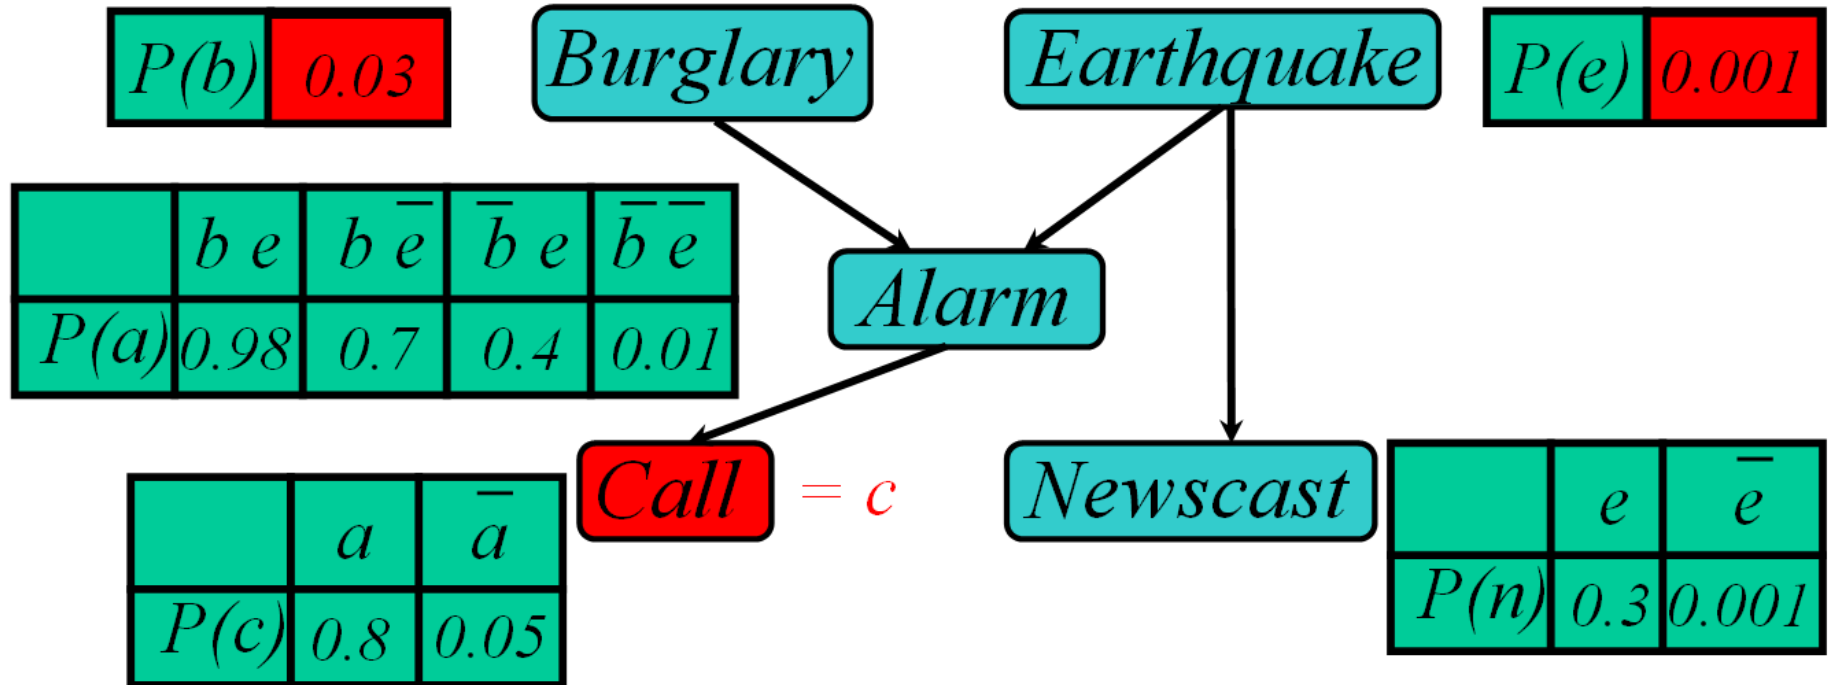 P(b) 0.03
Burglary
Earthquake
P(e) 0.001
b e b e̅ b̅ e b̅ e̅
P(a) 0.98 0.7 0.4 0.01
Alarm
Call = c
Newscast
a a̅
P(c) 0.8 0.05
e e̅
P(n) 0.3 0.001